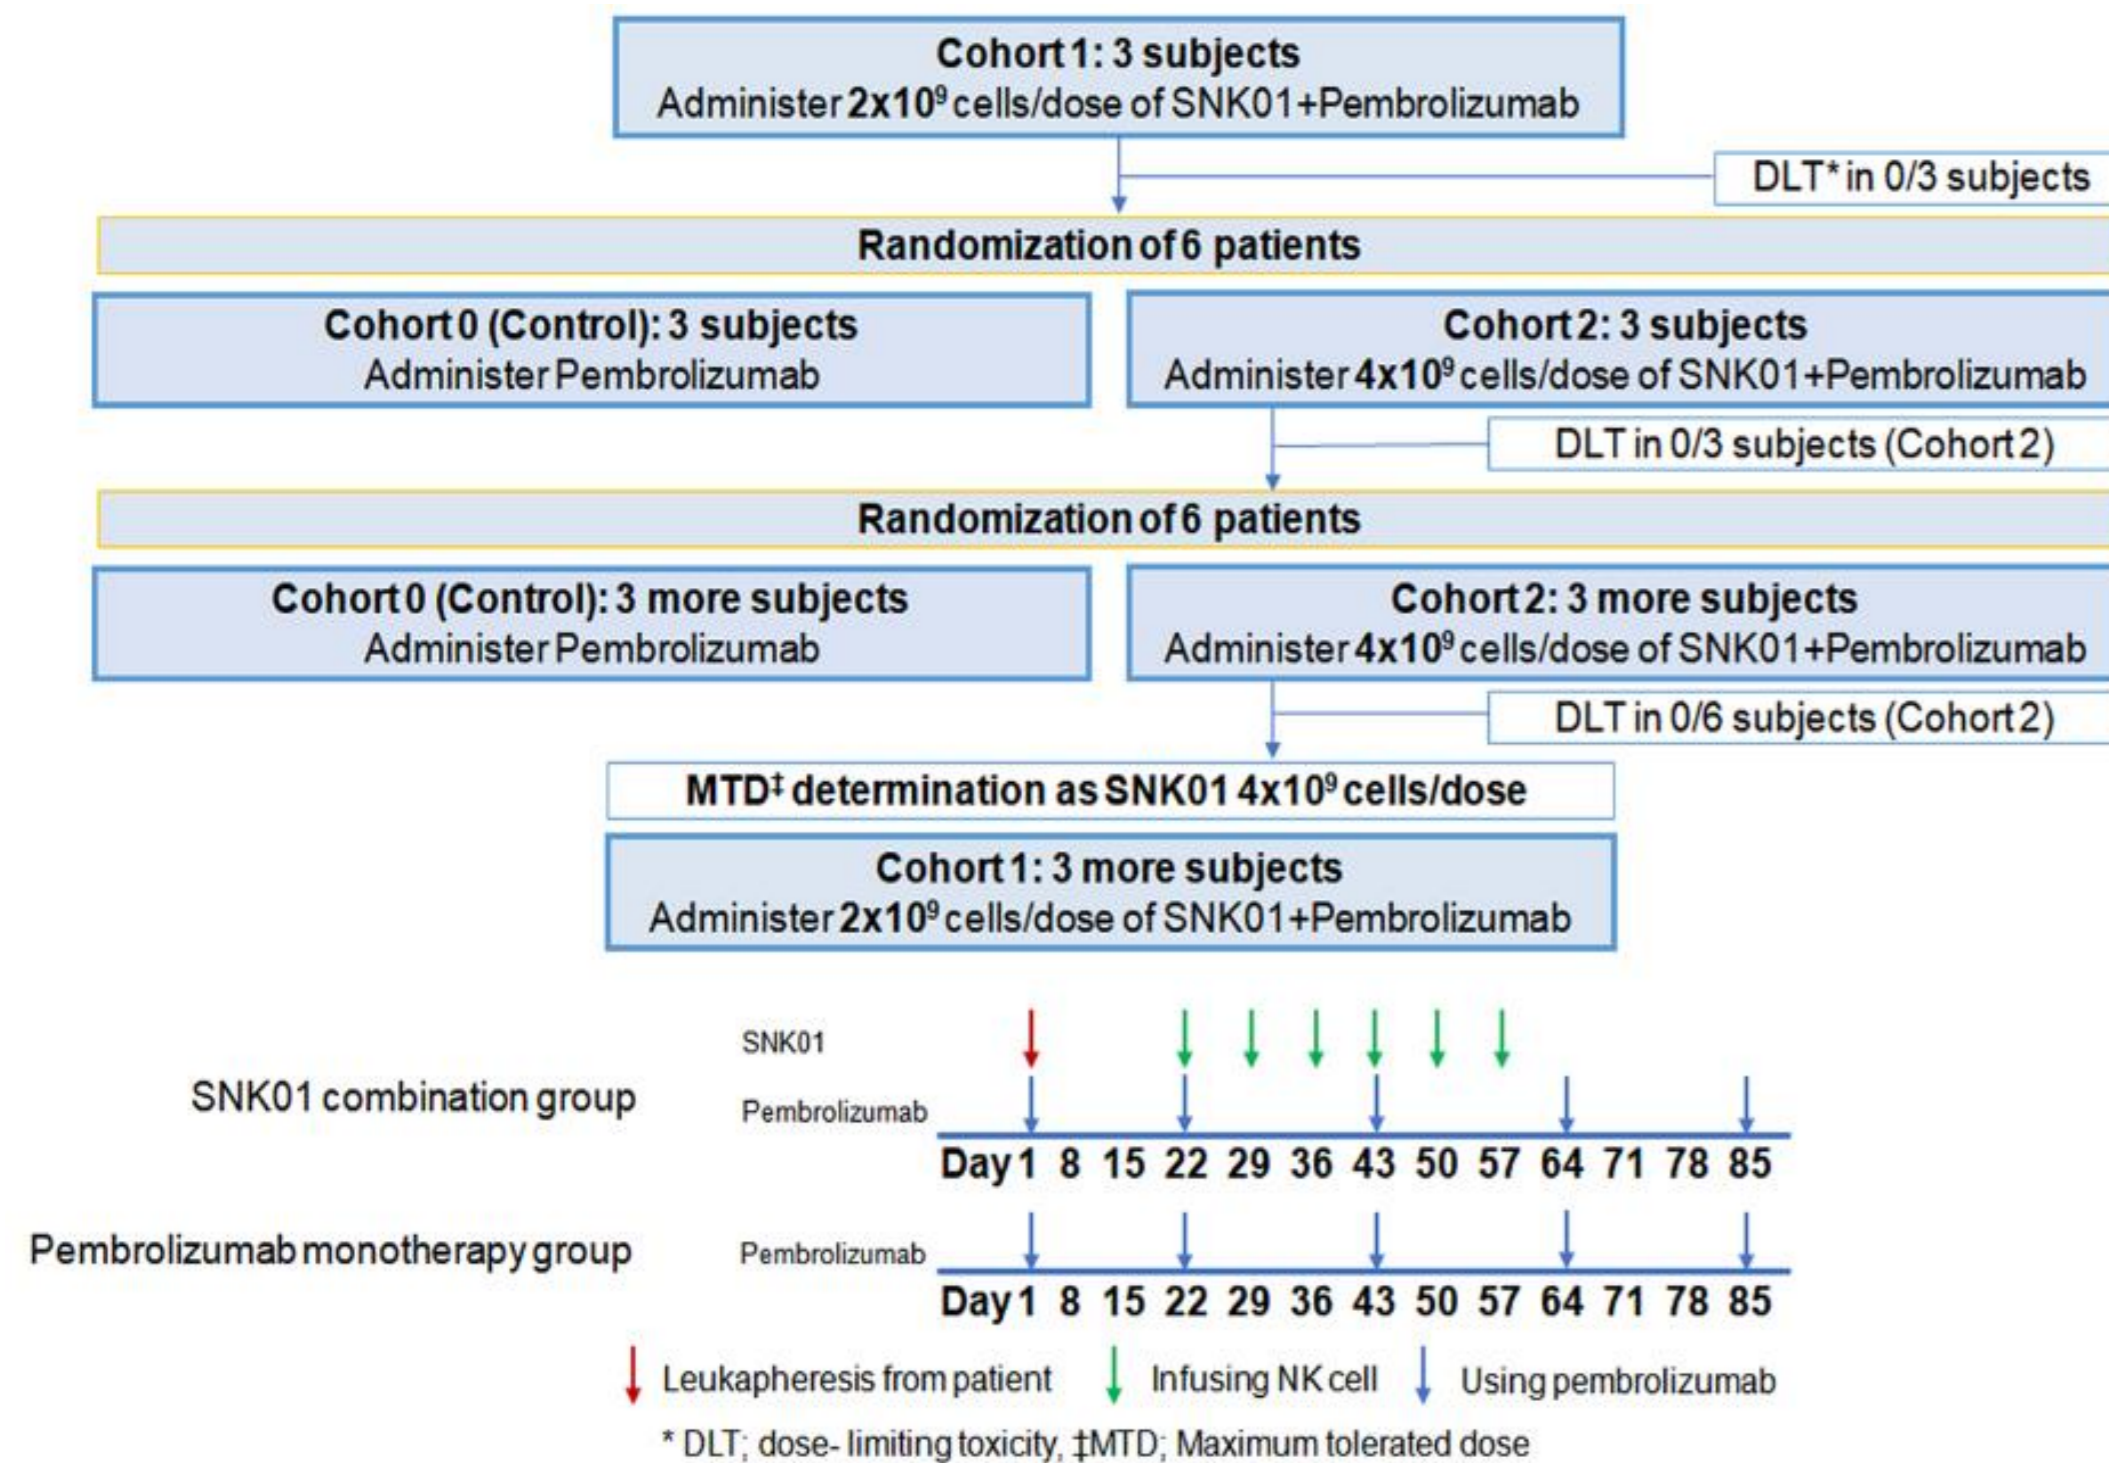 Cohort 1: 3 subjects
Administer 2x10⁹ cells/dose of SNK01+Pembrolizumab
DLT* in 0/3 subjects
Randomization of 6 patients
Cohort 0 (Control): 3 subjects
Administer Pembrolizumab
Cohort 2: 3 subjects
Administer 4x10⁹ cells/dose of SNK01+Pembrolizumab
DLT in 0/3 subjects (Cohort 2)
Randomization of 6 patients
Cohort 0 (Control): 3 more subjects
Administer Pembrolizumab
Cohort 2: 3 more subjects
Administer 4x10⁹ cells/dose of SNK01+Pembrolizumab
DLT in 0/6 subjects (Cohort 2)
MTD‡ determination as SNK01 4x10⁹ cells/dose
Cohort 1: 3 more subjects
Administer 2x10⁹ cells/dose of SNK01+Pembrolizumab
SNK01
SNK01 combination group
Pembrolizumab
Day 1 8 15 22 29 36 43 50 57 64 71 78 85
Pembrolizumab monotherapy group
Pembrolizumab
Day 1 8 15 22 29 36 43 50 57 64 71 78 85
Leukapheresis from patient
Infusing NK cell
Using pembrolizumab
* DLT; dose- limiting toxicity, ‡MTD; Maximum tolerated dose